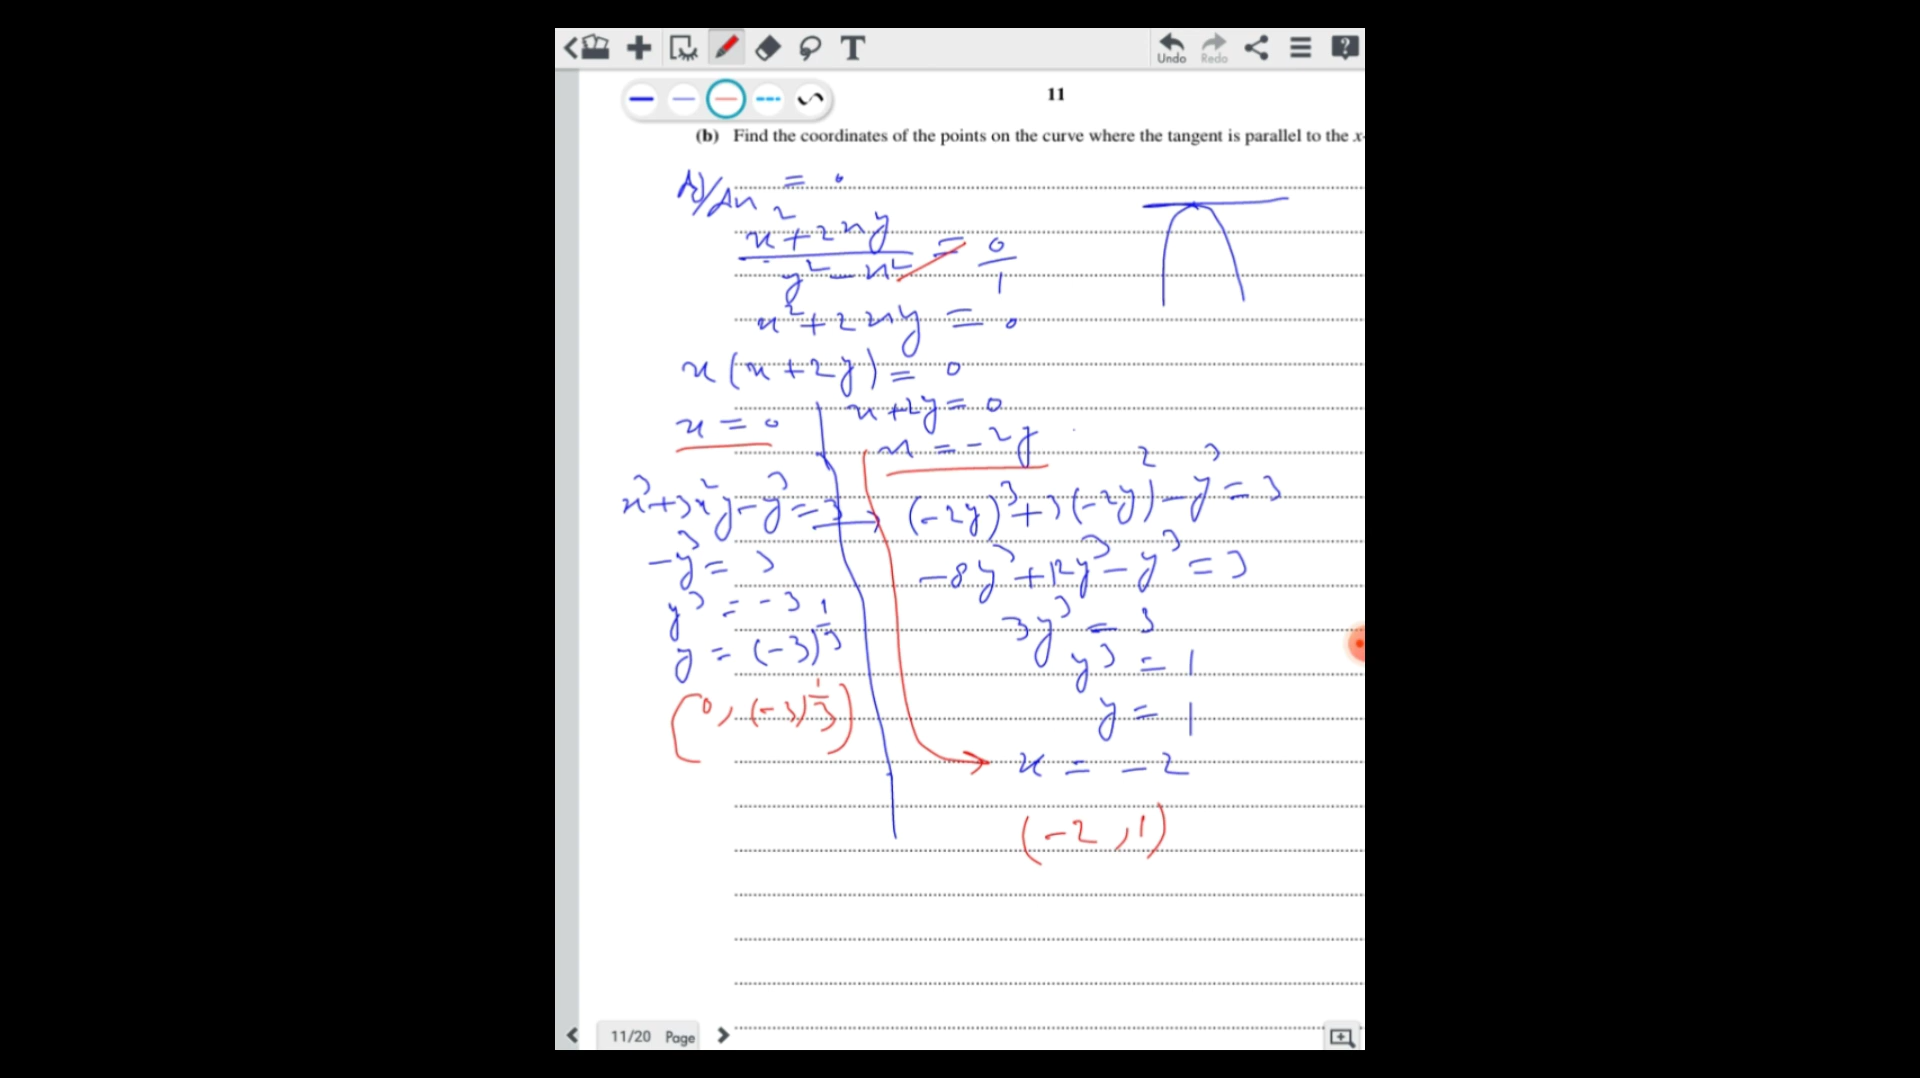 Undo Redo
11
(b) Find the coordinates of the points on the curve where the tangent is parallel to the x-
dy/dx = 0
x² + 2xy / y² - x² = 0/1
x² + 2xy = 0
x(x + 2y) = 0
x + 2y = 0
x = 0
x = -2y
x³ + 3x²y - y³ = 3
(-2y)³ + 3(-2y)² - y³ = 3
-y³ = 3
-8y³ + 12y³ - y³ = 3
y³ = -3
3y³ = 3
y = (-3)^1/3
y³ = 1
(0, (-3)^1/3)
y = 1
x = -2
(-2, 1)
11/20 Page